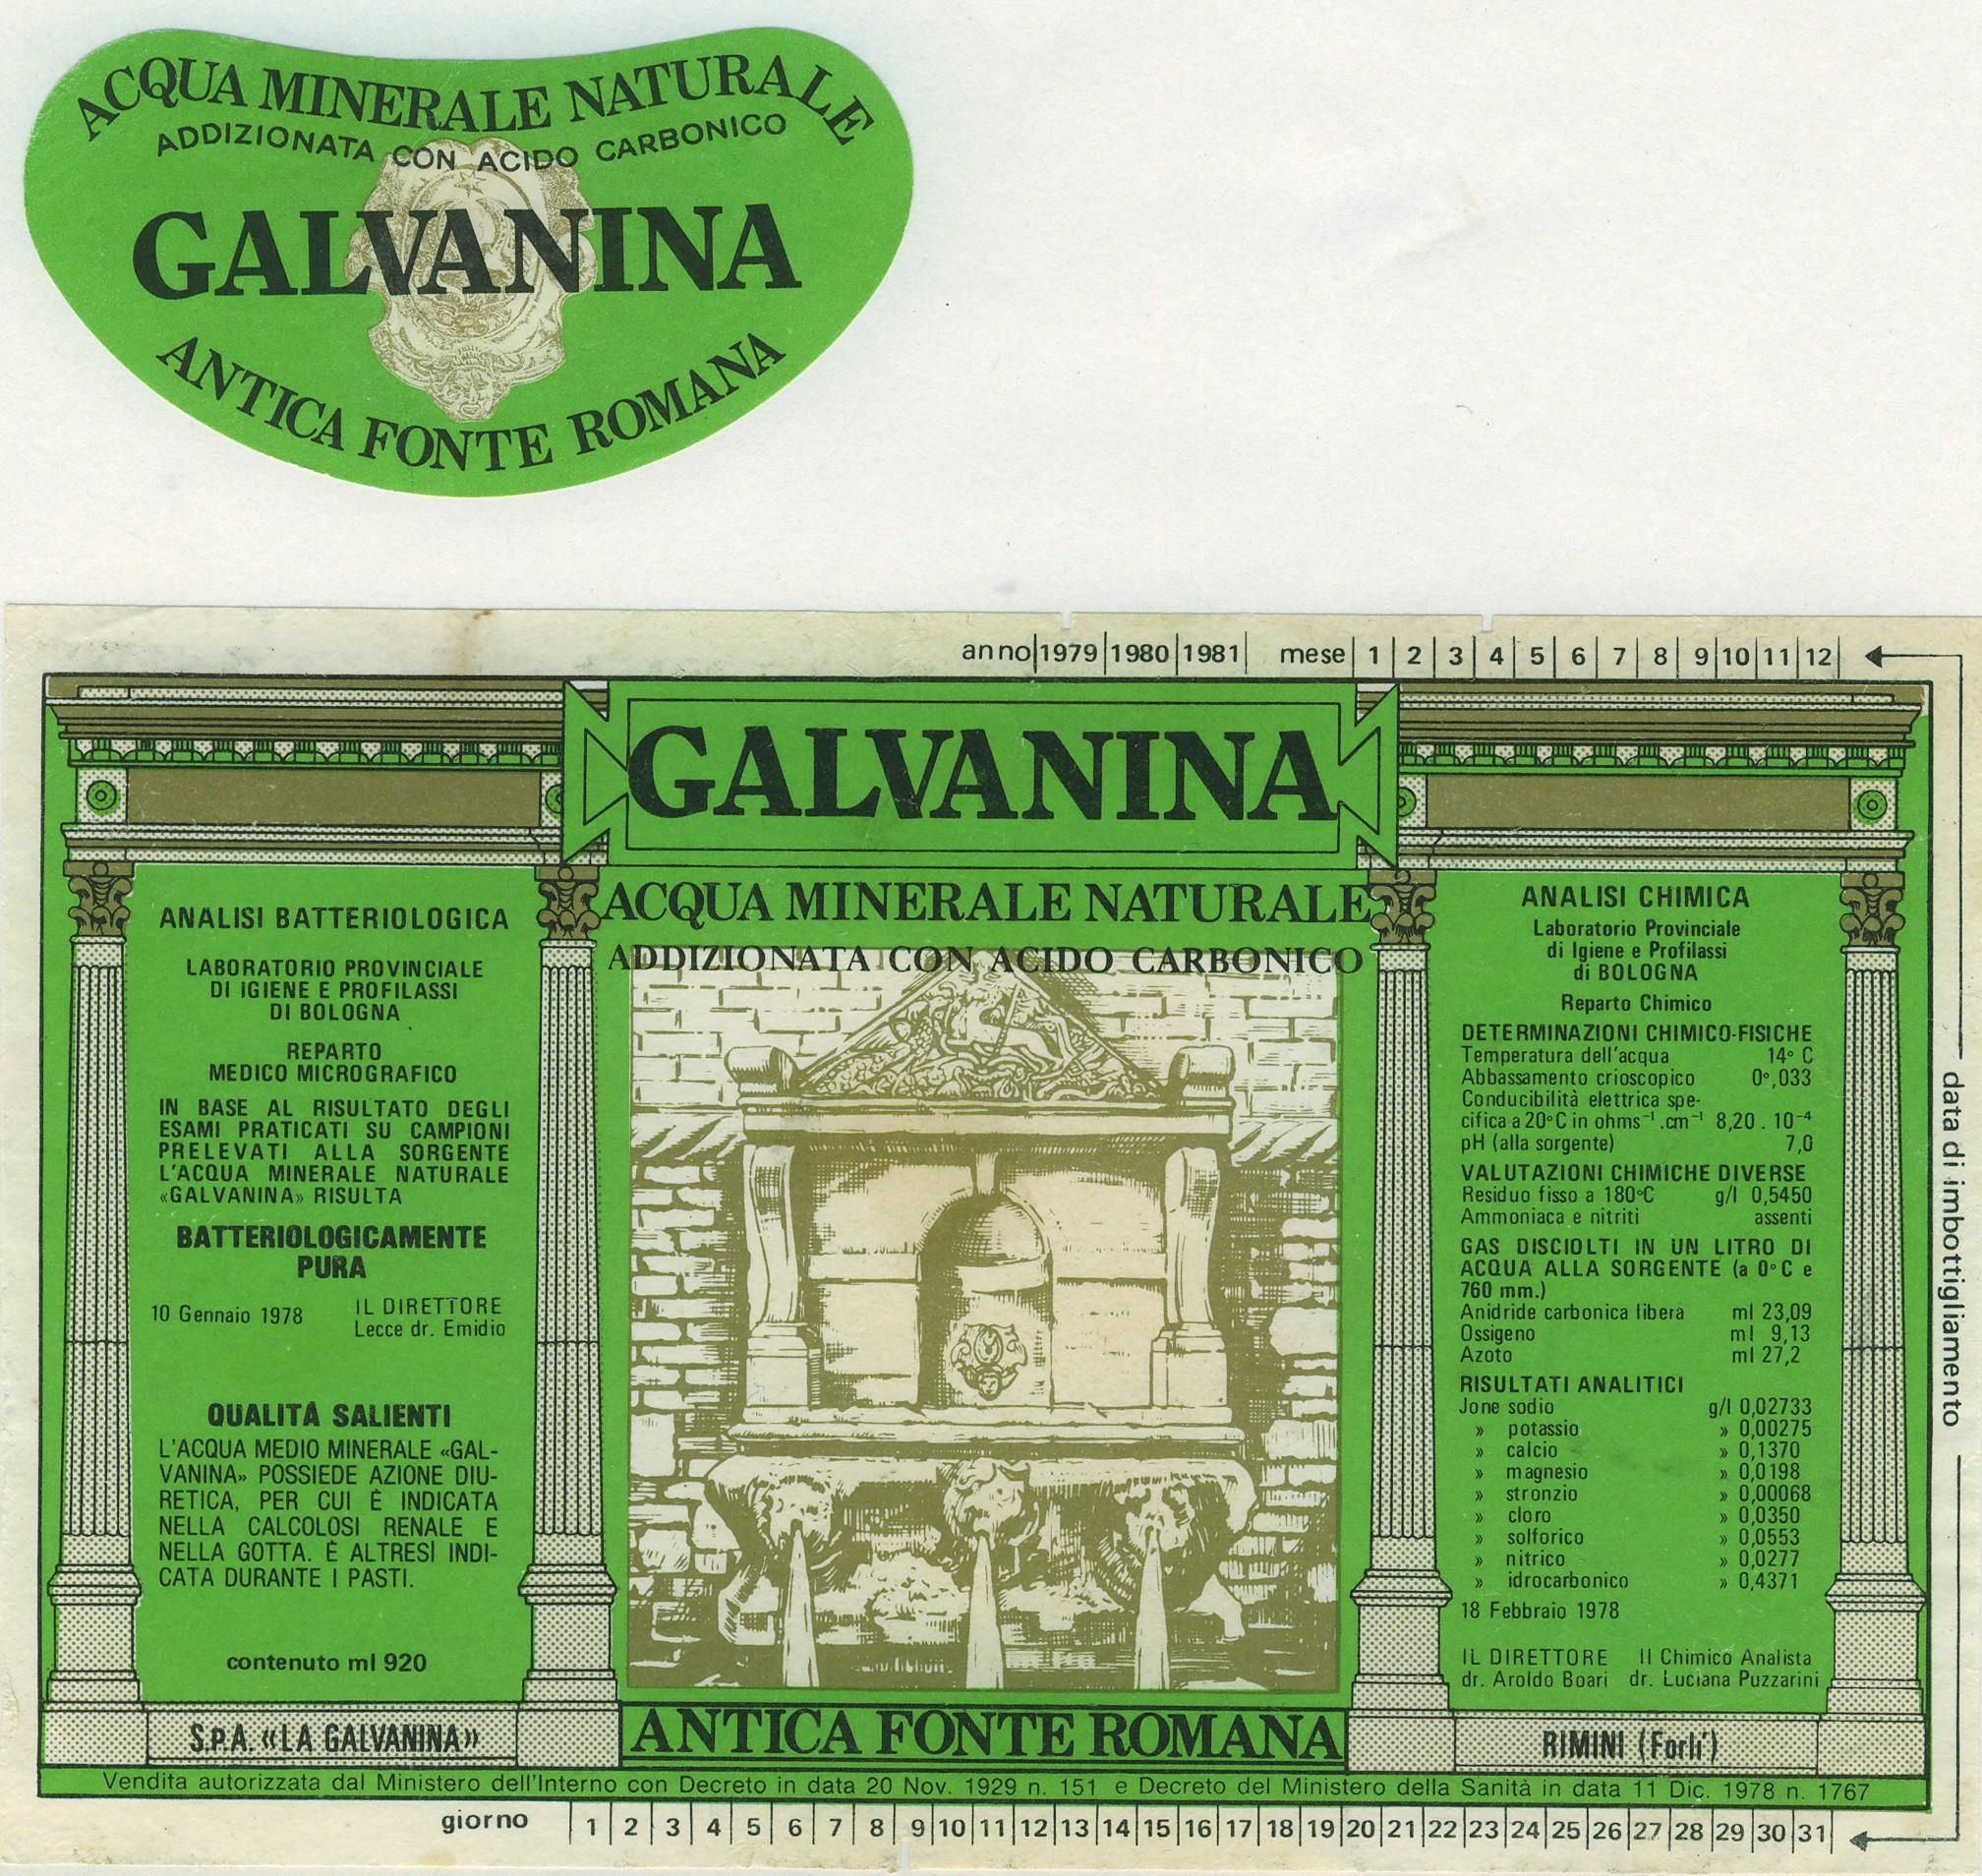 ACQUA MINERALE NATURALE
ADDIZIONATA CON ACIDO CARBONICO
GALVANINA
ANTICA FONTE ROMANA
anno 1979 1980 1981 mese 1 2 3 4 5 6 7 8 9 10 11 12
GALVANINA
ACQUA MINERALE NATURALE
ADDIZIONATA CON ACIDO CARBONICO
ANALISI BATTERIOLOGICA
LABORATORIO PROVINCIALE
DI IGIENE E PROFILASSI
DI BOLOGNA
REPARTO
MEDICO MICROGRAFICO
IN BASE AL RISULTATO DEGLI
ESAMI PRATICATI SU CAMPIONI
PRELEVATI ALLA SORGENTE
L'ACQUA MINERALE NATURALE
«GALVANINA» RISULTA
BATTERIOLOGICAMENTE
PURA
10 Gennaio 1978 IL DIRETTORE
Lecce dr. Emidio
QUALITÀ SALIENTI
L'ACQUA MEDIO MINERALE «GAL-
VANINA» POSSIEDE AZIONE DIU-
RETICA, PER CUI È INDICATA
NELLA CALCOLOSI RENALE E
NELLA GOTTA. È ALTRESÌ INDI-
CATA DURANTE I PASTI.
contenuto ml 920
S.p.A. «LA GALVANINA»
ANTICA FONTE ROMANA
ANALISI CHIMICA
Laboratorio Provinciale
di Igiene e Profilassi
di BOLOGNA
Reparto Chimico
DETERMINAZIONI CHIMICO-FISICHE
Temperatura dell'acqua 14° C
Abbassamento crioscopico 0°,033
Conducibilità elettrica spe-
cifica a 20°C in ohms⁻¹.cm⁻¹ 8,20 . 10⁻⁴
pH (alla sorgente) 7,0
VALUTAZIONI CHIMICHE DIVERSE
Residuo fisso a 180°C g/l 0,5450
Ammoniaca e nitriti assenti
GAS DISCIOLTI IN UN LITRO DI
ACQUA ALLA SORGENTE (a 0°C e
760 mm.)
Anidride carbonica libera ml 23,09
Ossigeno ml 9,13
Azoto ml 27,2
RISULTATI ANALITICI
Jone sodio g/l 0,02733
» potassio » 0,00275
» calcio » 0,1370
» magnesio » 0,0198
» stronzio » 0,00068
» cloro » 0,0350
» solforico » 0,0553
» nitrico » 0,0277
» idrocarbonico » 0,4371
18 Febbraio 1978
IL DIRETTORE Il Chimico Analista
dr. Aroldo Boari dr. Luciana Puzzarini
RIMINI (Forlì)
Vendita autorizzata dal Ministero dell'Interno con Decreto in data 20 Nov. 1929 n. 151 e Decreto del Ministero della Sanità in data 11 Dic. 1978 n. 1767
giorno 1 2 3 4 5 6 7 8 9 10 11 12 13 14 15 16 17 18 19 20 21 22 23 24 25 26 27 28 29 30 31
data di imbottigliamento